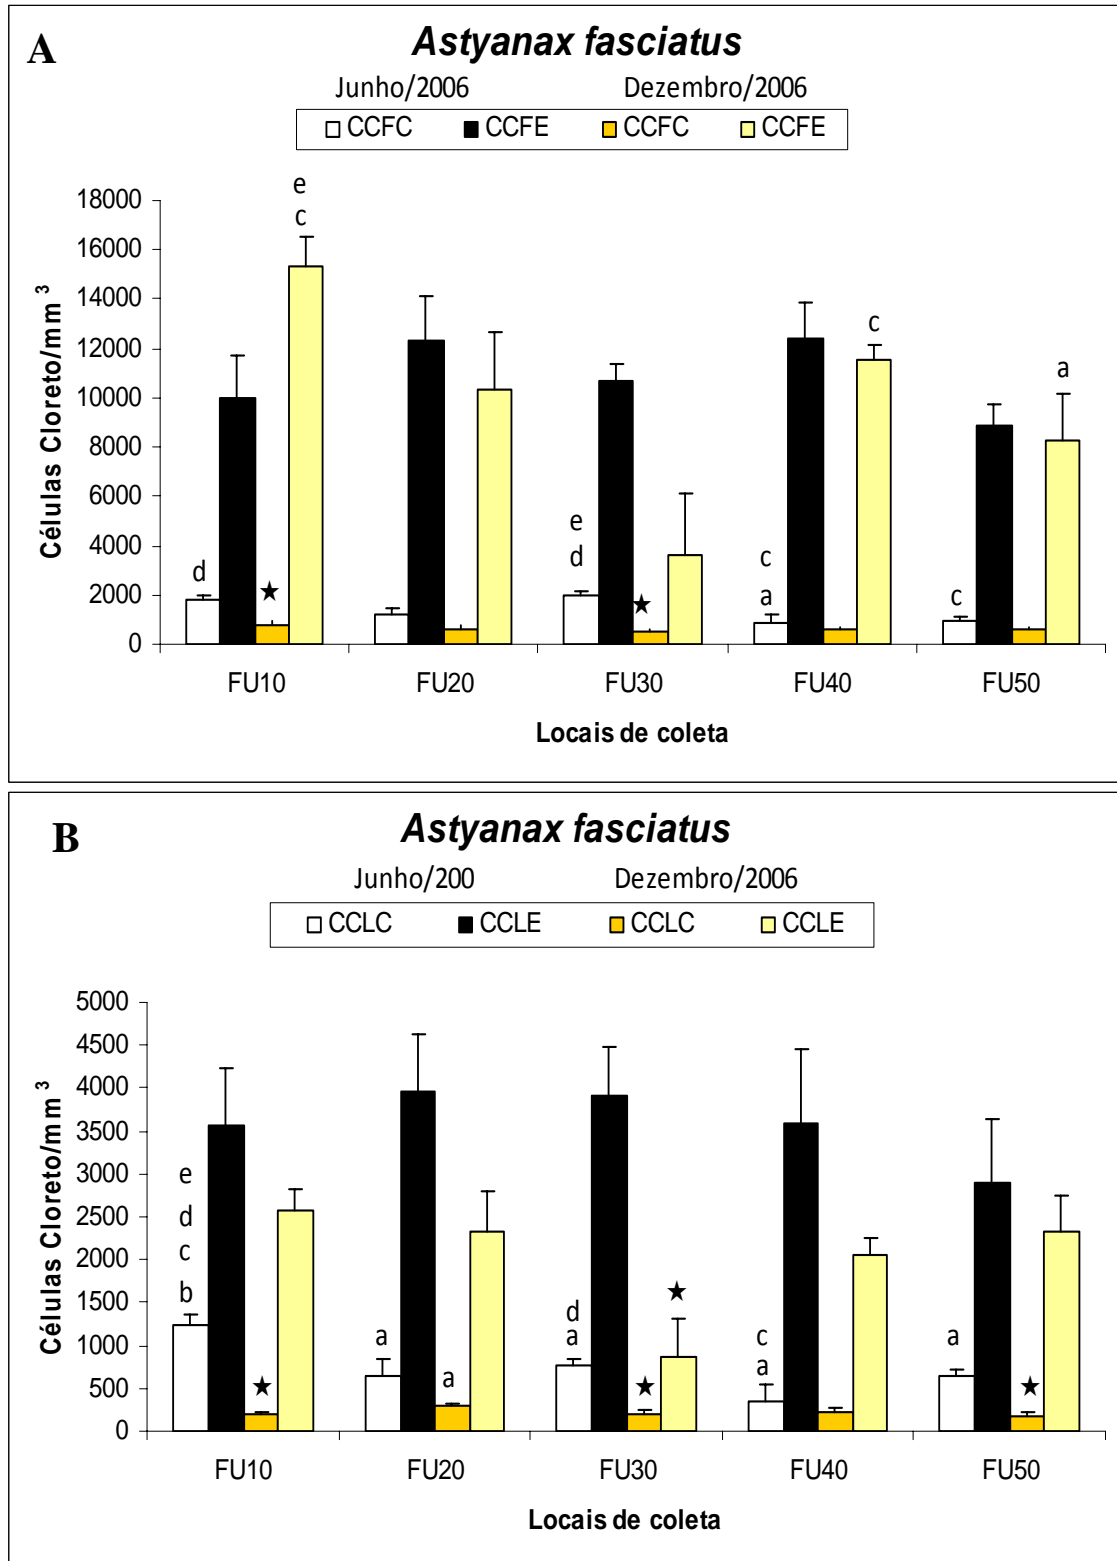 A
Astyanax fasciatus
Junho/2006 Dezembro/2006
CCFC CCFE CCFC CCFE
Células Cloreto/mm³
18000
16000
14000
12000
10000
8000
6000
4000
2000
0
e
c
c
a
e
d
d
c
a
c
★
★
FU10 FU20 FU30 FU40 FU50
Locais de coleta
B
Astyanax fasciatus
Junho/200 Dezembro/2006
CCLC CCLE CCLC CCLE
Células Cloreto/mm³
5000
4500
4000
3500
3000
2500
2000
1500
1000
500
0
e
d
c
b
★
a
a
d
a
★
★
c
a
a
★
FU10 FU20 FU30 FU40 FU50
Locais de coleta